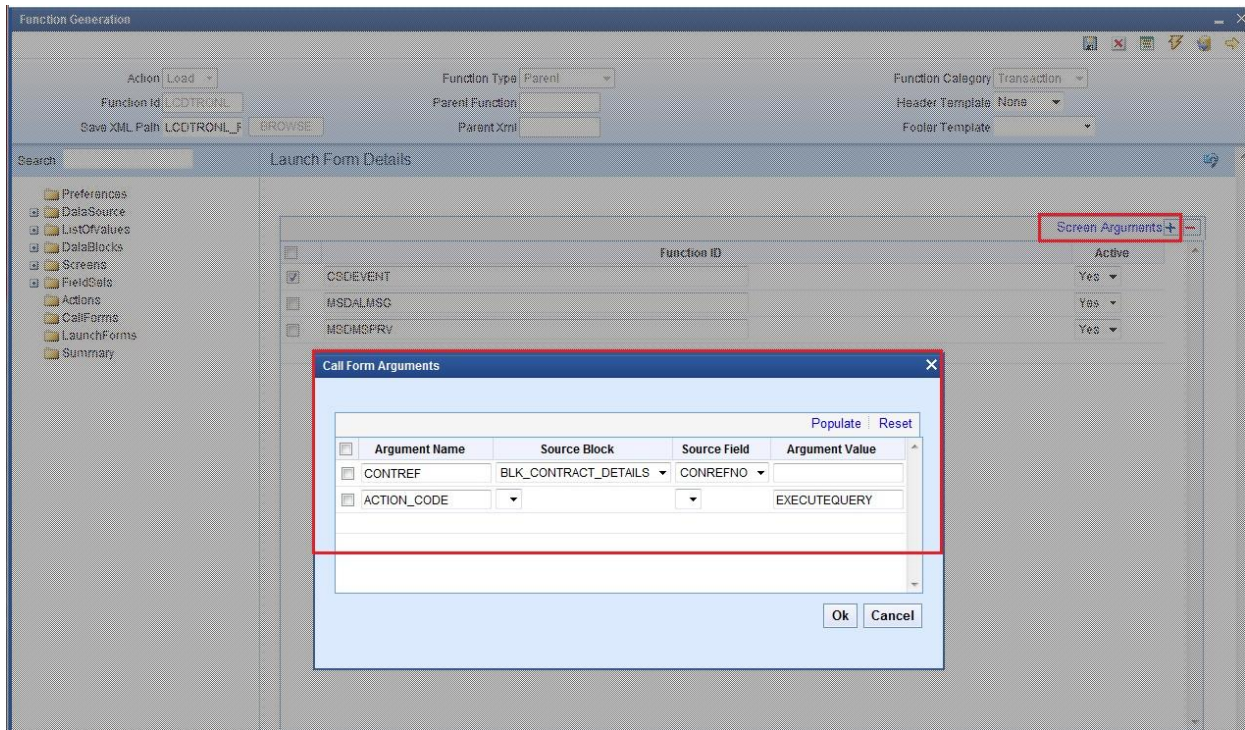 Function Generation
Action Load Function Type Parent Function Category Transaction
Function Id LCDTRONL Parent Function Header Template None
Save XML Path LCDTRONL_F BROWSE Parent Xml Footer Template
Search Launch Form Details
Preferences
DataSource
ListOfValues
DataBlocks
Screens
FieldSets
Actions
CallForms
LaunchForms
Summary
Screen Arguments
Function ID Active
CSDEVENT Yes
MSDALMSG Yes
MSDMSPRV Yes
Call Form Arguments
Populate Reset
Argument Name Source Block Source Field Argument Value
CONTREF BLK_CONTRACT_DETAILS CONREFNO
ACTION_CODE EXECUTEQUERY
Ok Cancel